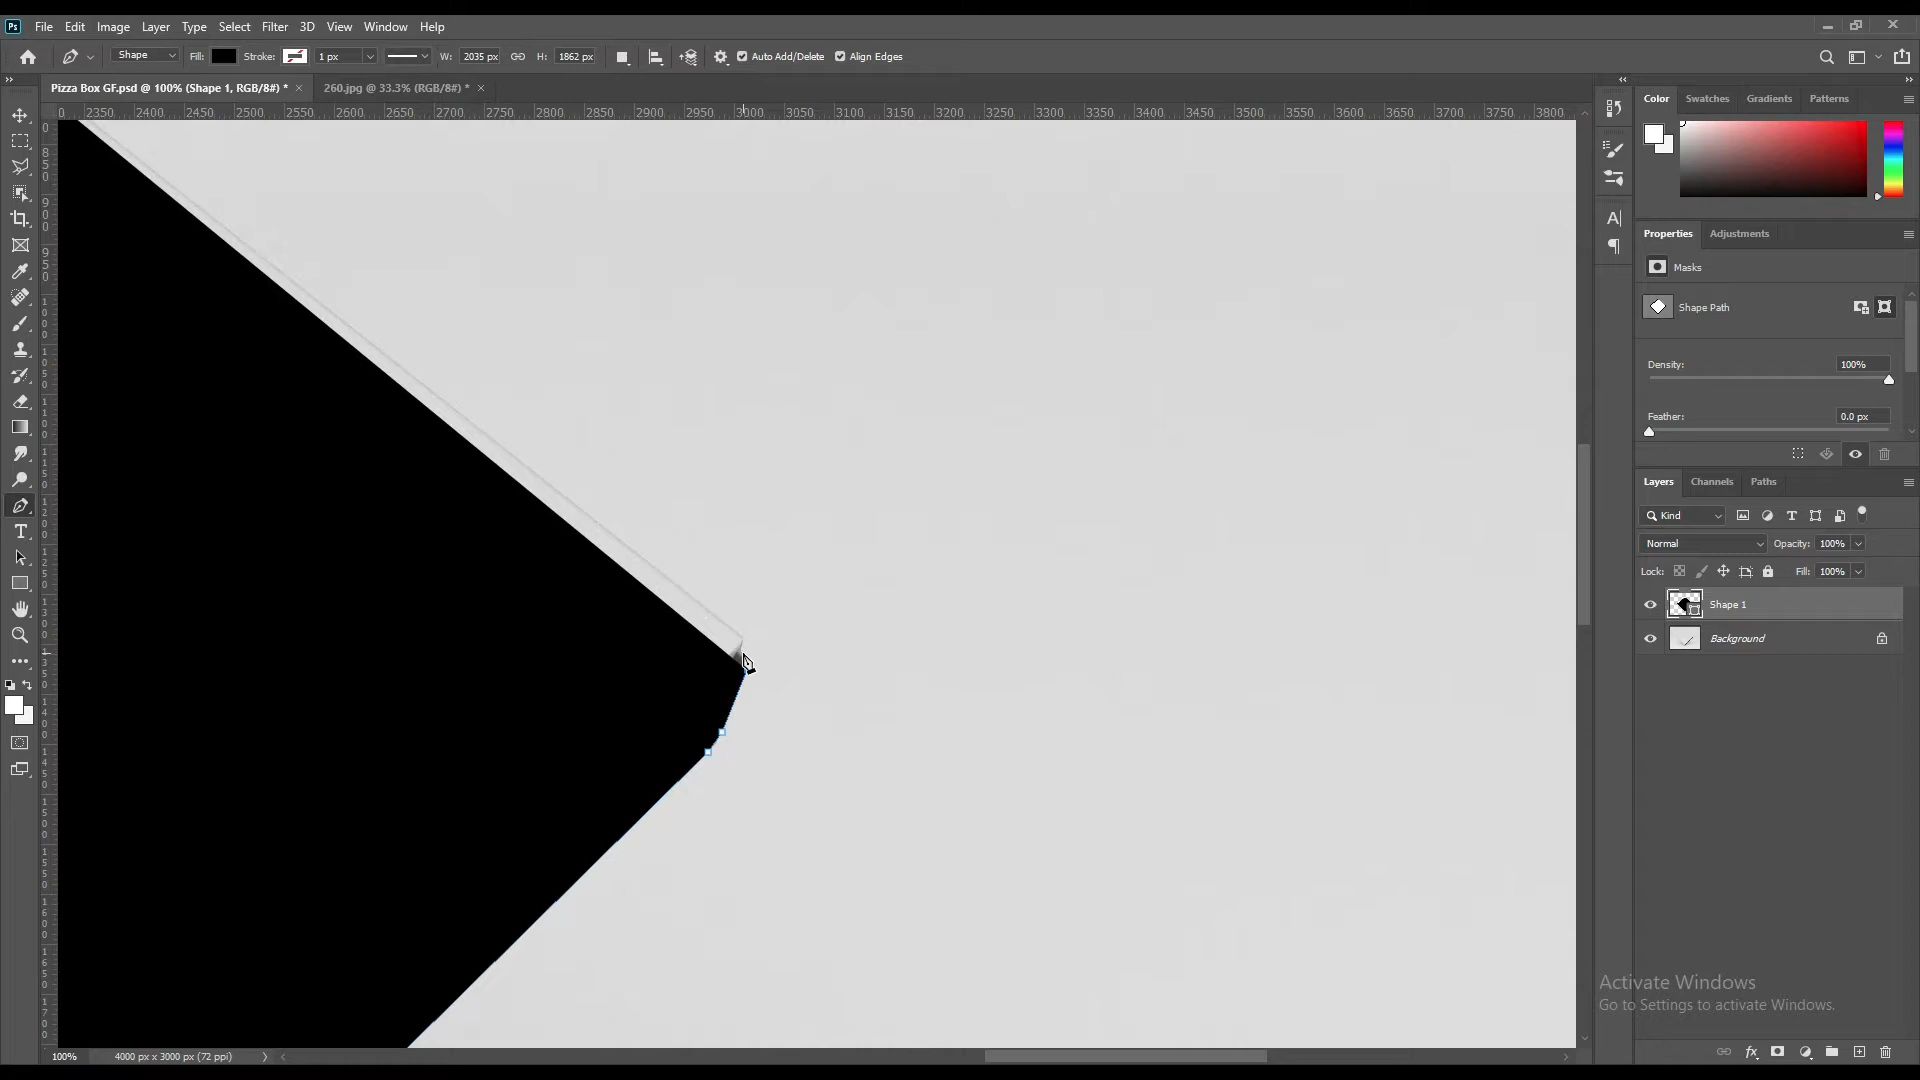 Ps File Edit Image Layer Type Select Filter 3D View Window Help
Shape Fill: Stroke: 1 px W: 2035 px H: 1862 px Auto Add/Delete Align Edges
Pizza Box GF.psd @ 100% (Shape 1, RGB/8#) * × 260.jpg @ 33.3% (RGB/8#) * ×
2350 2400 2450 2500 2550 2600 2650 2700 2750 2800 2850 2900 2950 3000 3050 3100 3150 3200 3250 3300 3350 3400 3450 3500 3550 3600 3650 3700 3750 3800
Color Swatches Gradients Patterns
Properties Adjustments
Masks
Shape Path
Density: 100%
Feather: 0.0 px
Layers Channels Paths
Kind
Normal Opacity: 100%
Lock: Fill: 100%
Shape 1
Background
Activate Windows
Go to Settings to activate Windows.
100% 4000 px x 3000 px (72 ppi)